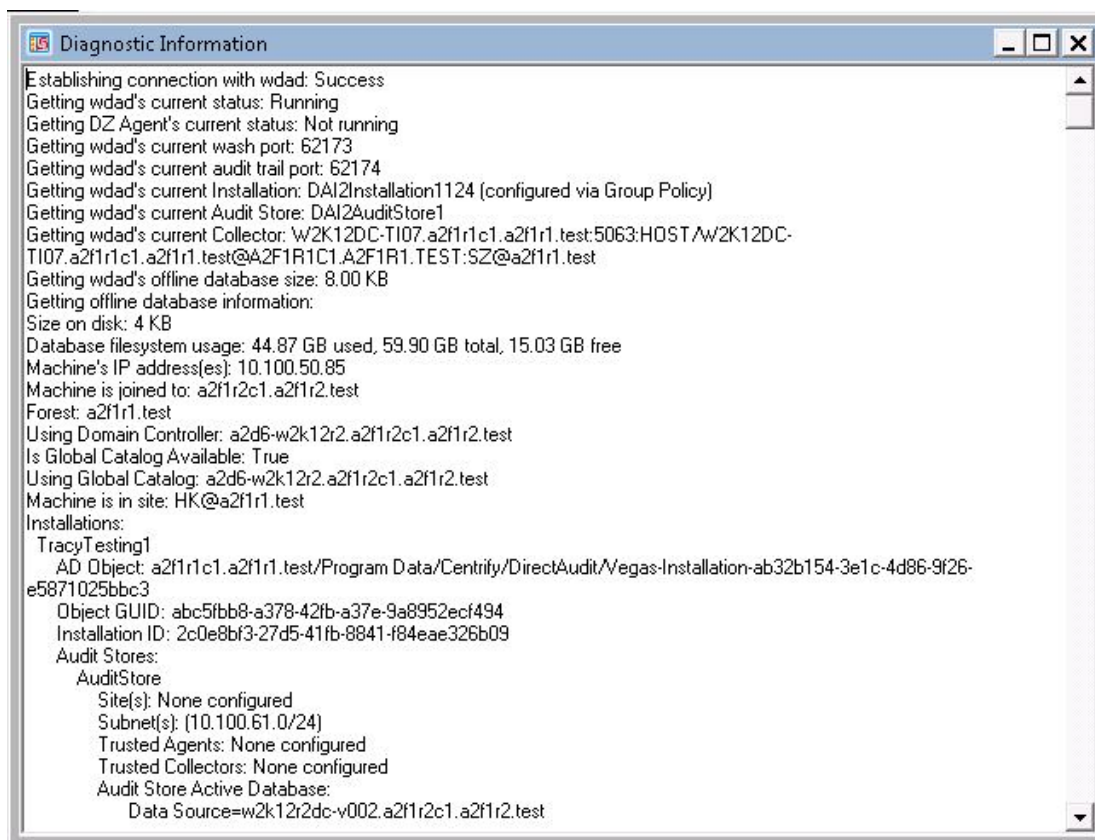 Diagnostic Information
Establishing connection with wdad: Success
Getting wdad's current status: Running
Getting DZ Agent's current status: Not running
Getting wdad's current wash port: 62173
Getting wdad's current audit trail port: 62174
Getting wdad's current Installation: DAI2Installation1124 (configured via Group Policy)
Getting wdad's current Audit Store: DAI2AuditStore1
Getting wdad's current Collector: W2K12DC-TI07.a2f1r1c1.a2f1r1.test:5063:HOST/W2K12DC-
TI07.a2f1r1c1.a2f1r1.test@A2F1R1C1.A2F1R1.TEST:SZ@a2f1r1.test
Getting wdad's offline database size: 8.00 KB
Getting offline database information:
Size on disk: 4 KB
Database filesystem usage: 44.87 GB used, 59.90 GB total, 15.03 GB free
Machine's IP address(es): 10.100.50.85
Machine is joined to: a2f1r2c1.a2f1r2.test
Forest: a2f1r1.test
Using Domain Controller: a2d6-w2k12r2.a2f1r2c1.a2f1r2.test
Is Global Catalog Available: True
Using Global Catalog: a2d6-w2k12r2.a2f1r2c1.a2f1r2.test
Machine is in site: HK@a2f1r1.test
Installations:
TracyTesting1
AD Object: a2f1r1c1.a2f1r1.test/Program Data/Centrify/DirectAudit/Vegas-Installation-ab32b154-3e1c-4d86-9f26-
e5871025bbc3
Object GUID: abc5fbb8-a378-42fb-a37e-9a8952ecf494
Installation ID: 2c0e8bf3-27d5-41fb-8841-f84eae326b09
Audit Stores:
AuditStore
Site(s): None configured
Subnet(s): (10.100.61.0/24)
Trusted Agents: None configured
Trusted Collectors: None configured
Audit Store Active Database:
Data Source=w2k12r2dc-v002.a2f1r2c1.a2f1r2.test